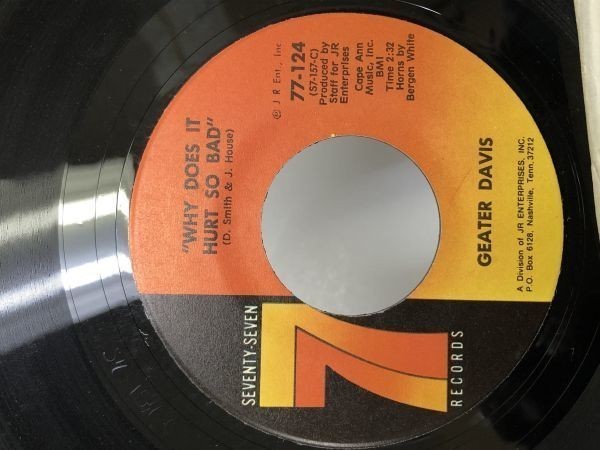 SEVENTY-SEVEN
7
RECORDS
"WHY DOES IT
HURT SO BAD"
(D. Smith & J. House)
℗ J R Ent., Inc
77-124
(S7-157-C)
Produced by
Staff for JR
Enterprises
Cape Ann
Music, Inc.
BMI
Time 2:32
Horns by
Bergen White
GEATER DAVIS
A Division of JR ENTERPRISES, INC.
P.O. Box 6128, Nashville, Tenn. 37212